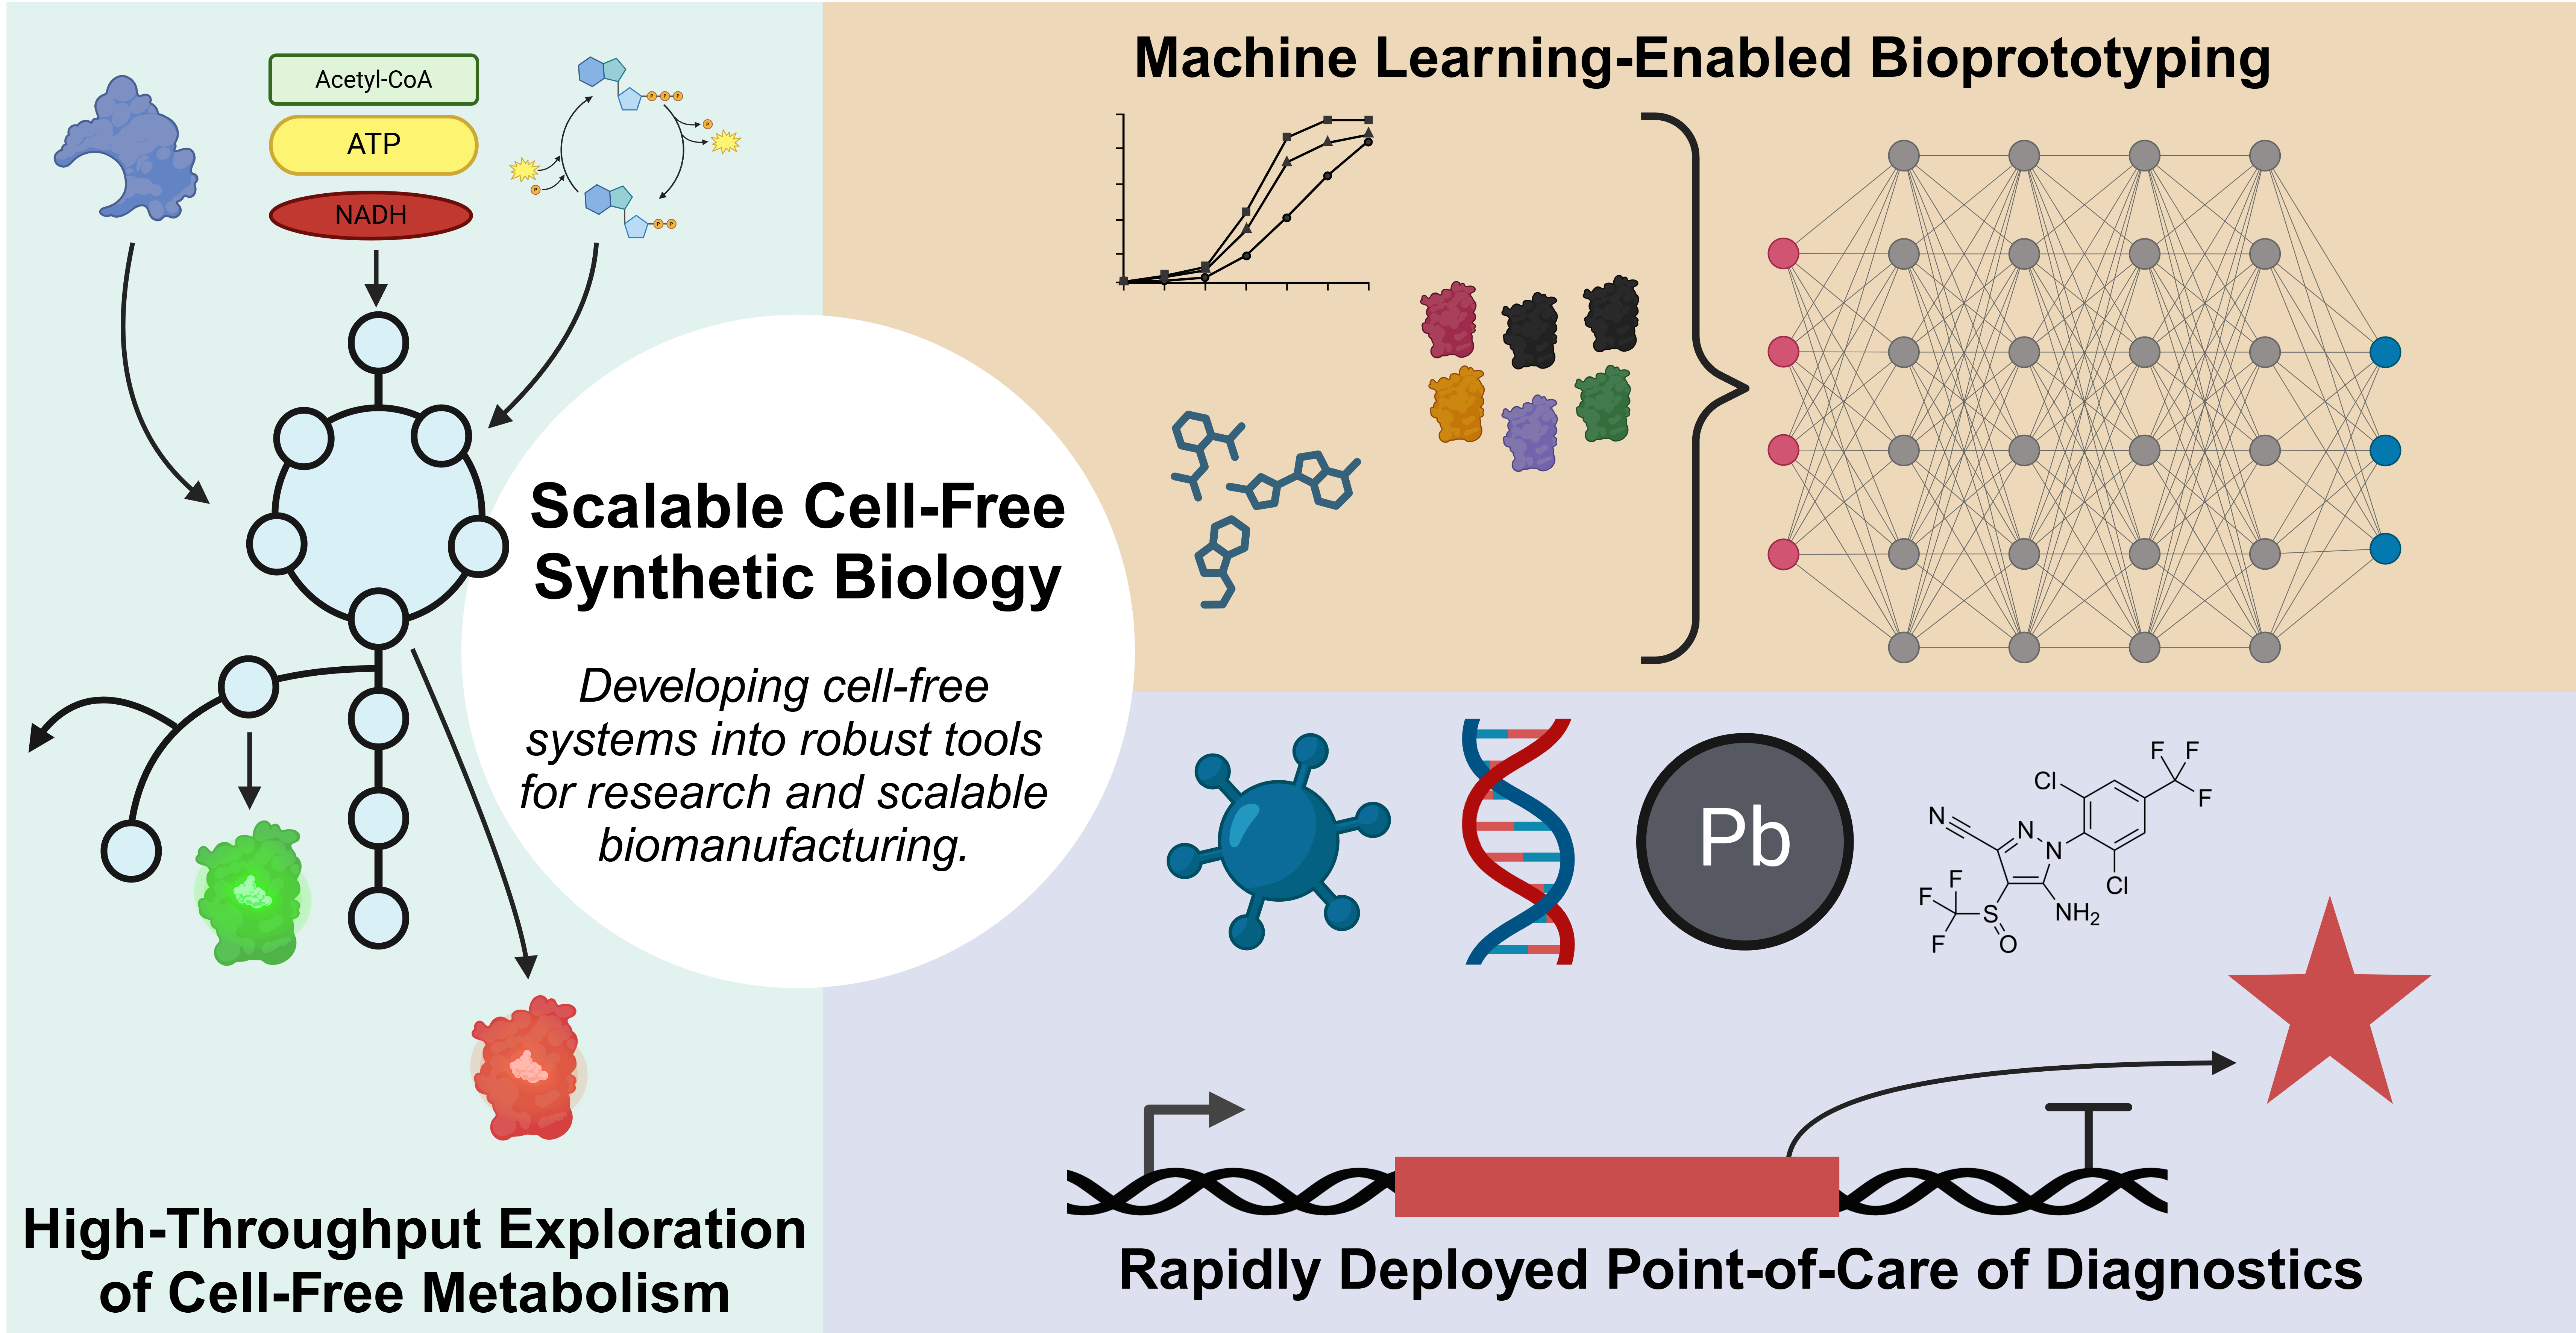 Acetyl-CoA
ATP
NADH
P P P
P
P
P P
High-Throughput Exploration
of Cell-Free Metabolism
Scalable Cell-Free
Synthetic Biology
Developing cell-free
systems into robust tools
for research and scalable
biomanufacturing.
Machine Learning-Enabled Bioprototyping
Pb
F F
F
Cl
N
N
N
Cl
F
F
F
S
O
NH₂
Rapidly Deployed Point-of-Care of Diagnostics